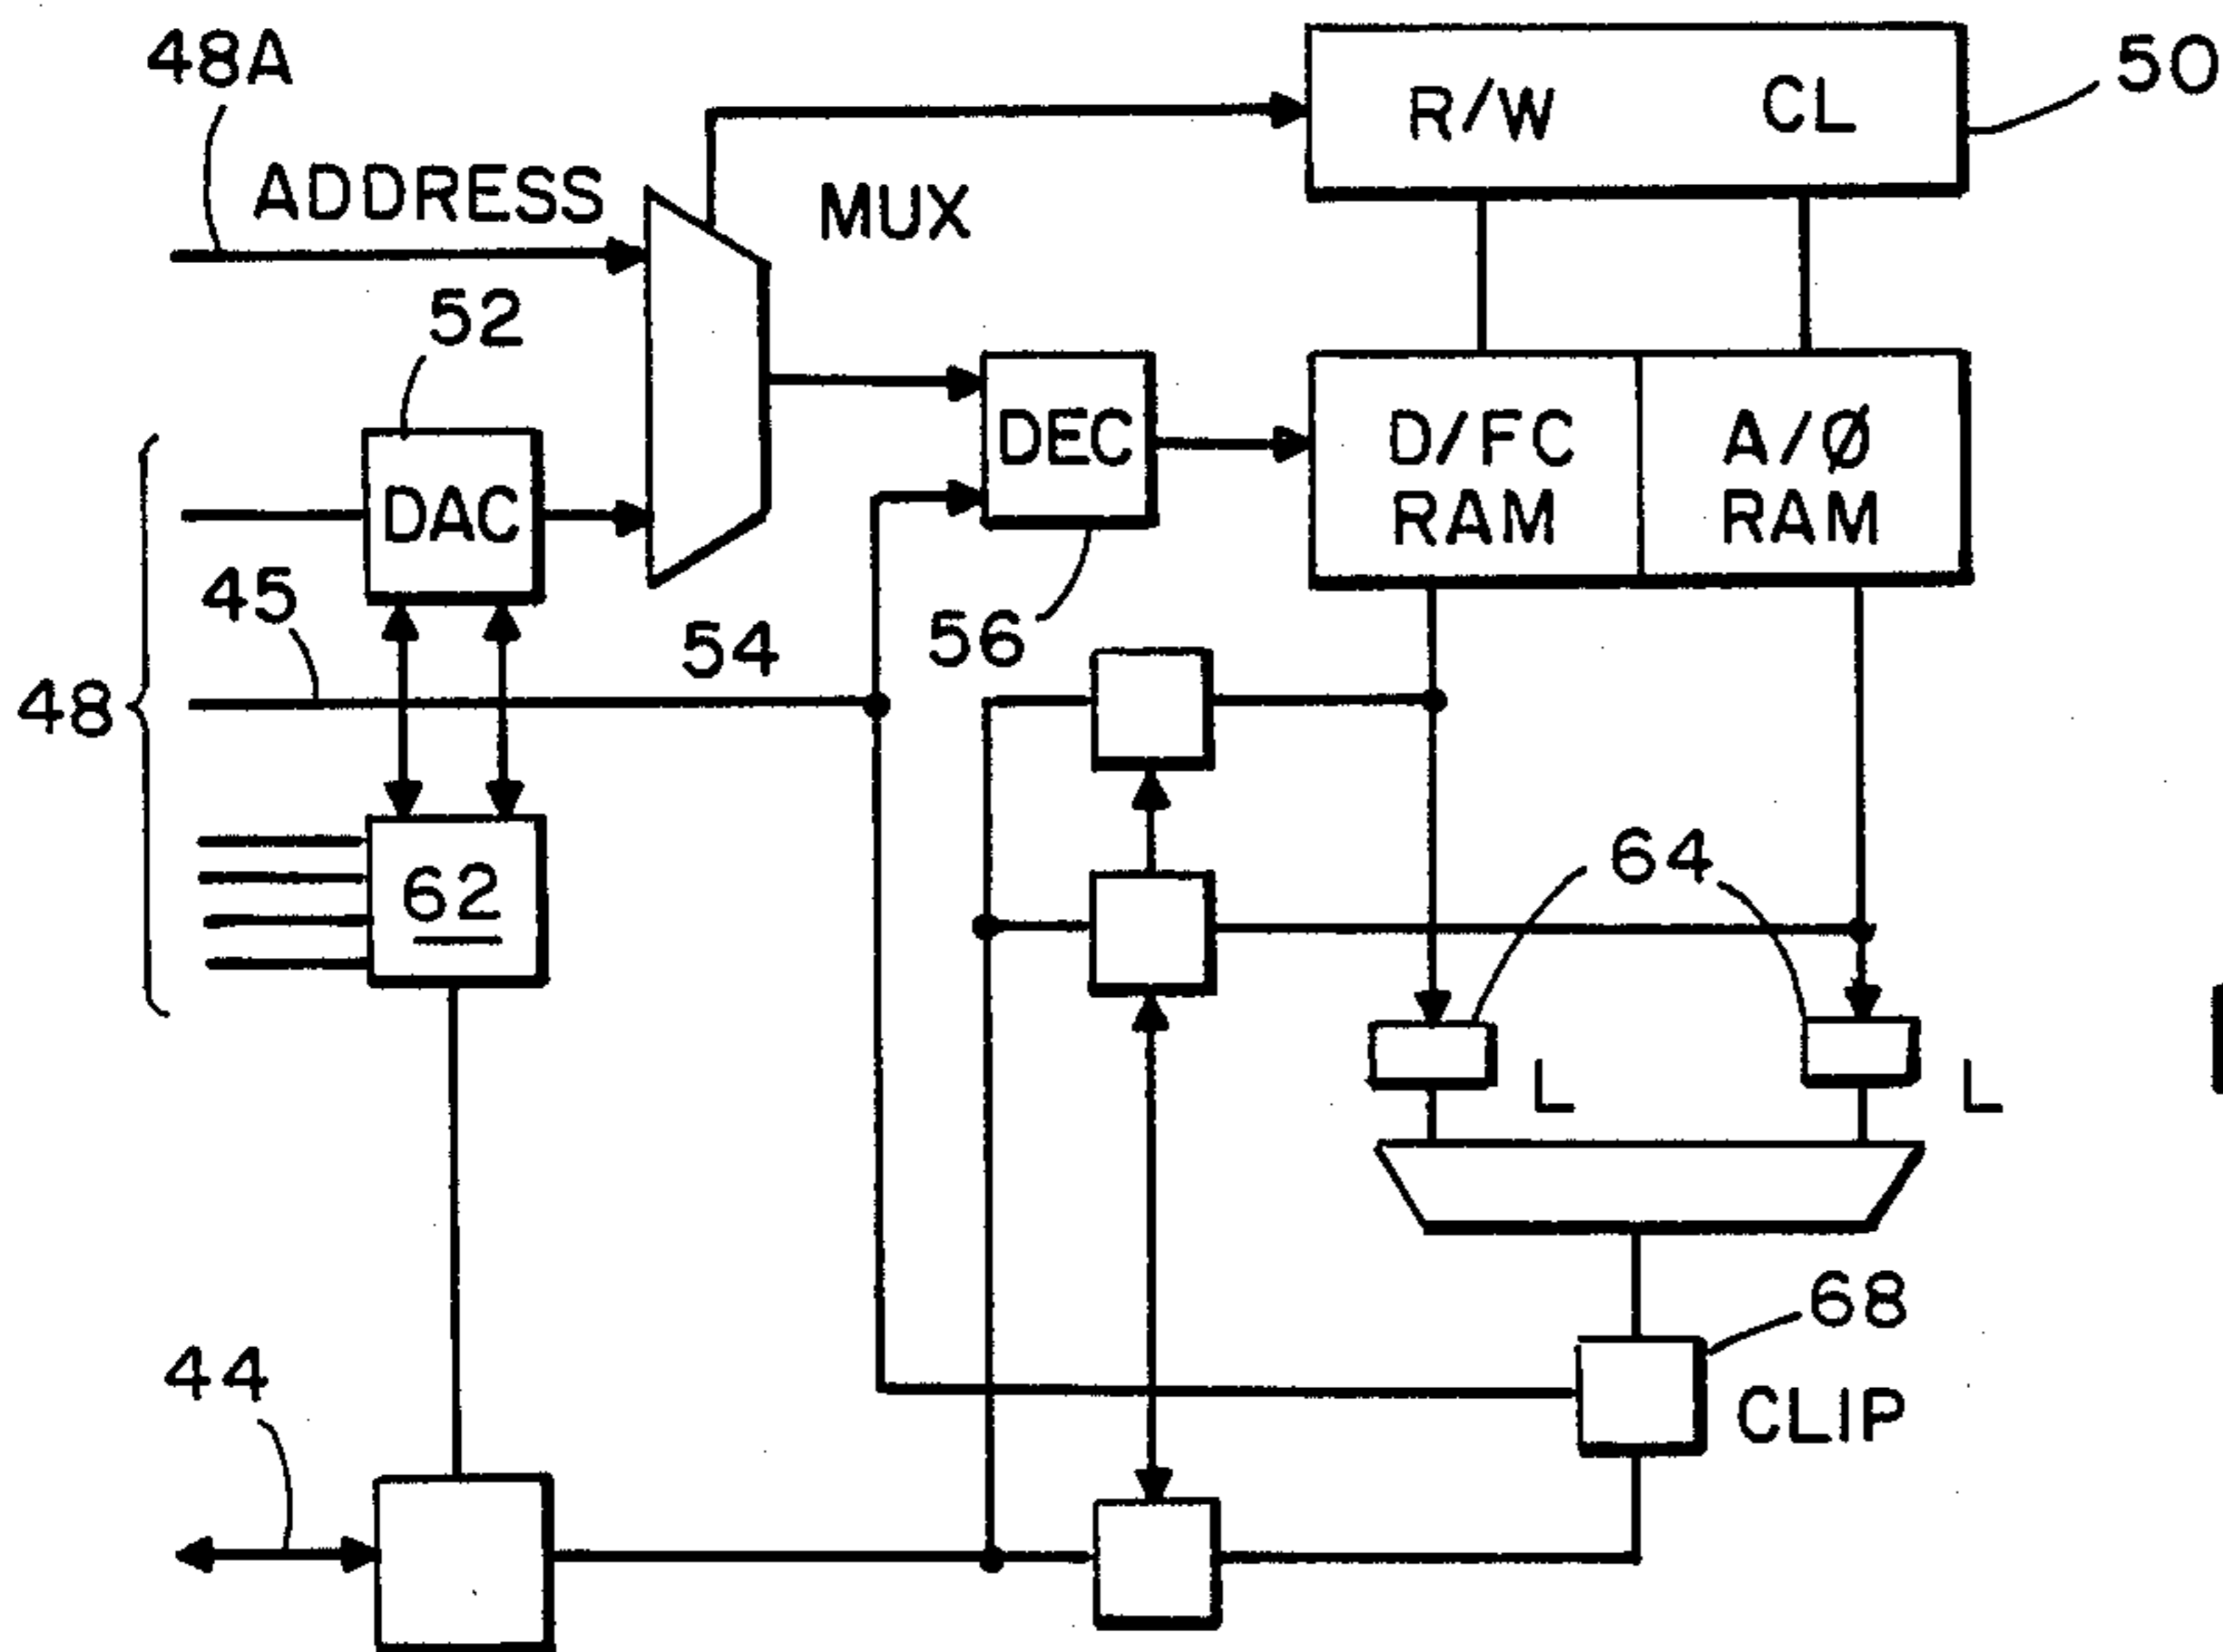 48A
50
R/W CL
ADDRESS
MUX
52
DEC
D/FC
RAM
A/Ø
RAM
DAC
45
54
56
48
62
64
L
L
68
CLIP
44